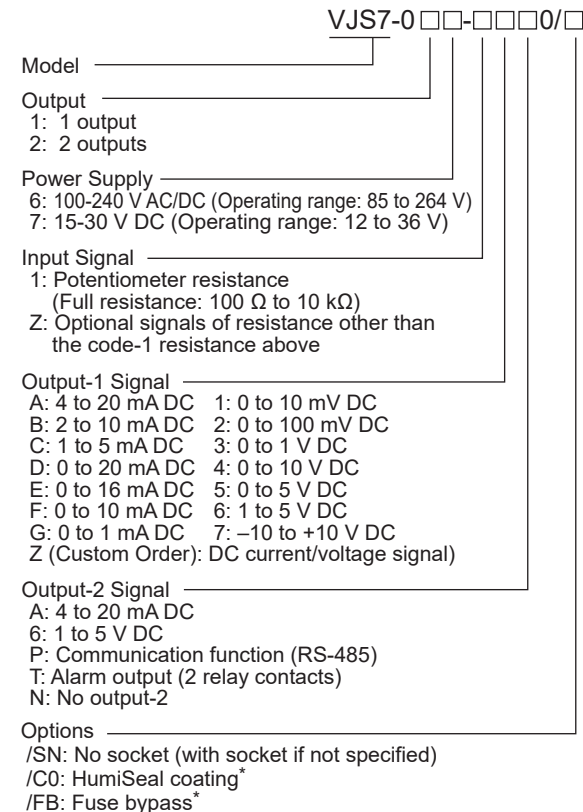 VJS7-0□□-□□□0/□
Model
Output
1: 1 output
2: 2 outputs
Power Supply
6: 100-240 V AC/DC (Operating range: 85 to 264 V)
7: 15-30 V DC (Operating range: 12 to 36 V)
Input Signal
1: Potentiometer resistance
(Full resistance: 100 Ω to 10 kΩ)
Z: Optional signals of resistance other than
the code-1 resistance above
Output-1 Signal
A: 4 to 20 mA DC 1: 0 to 10 mV DC
B: 2 to 10 mA DC 2: 0 to 100 mV DC
C: 1 to 5 mA DC 3: 0 to 1 V DC
D: 0 to 20 mA DC 4: 0 to 10 V DC
E: 0 to 16 mA DC 5: 0 to 5 V DC
F: 0 to 10 mA DC 6: 1 to 5 V DC
G: 0 to 1 mA DC 7: –10 to +10 V DC
Z (Custom Order): DC current/voltage signal)
Output-2 Signal
A: 4 to 20 mA DC
6: 1 to 5 V DC
P: Communication function (RS-485)
T: Alarm output (2 relay contacts)
N: No output-2
Options
/SN: No socket (with socket if not specified)
/C0: HumiSeal coating*
/FB: Fuse bypass*